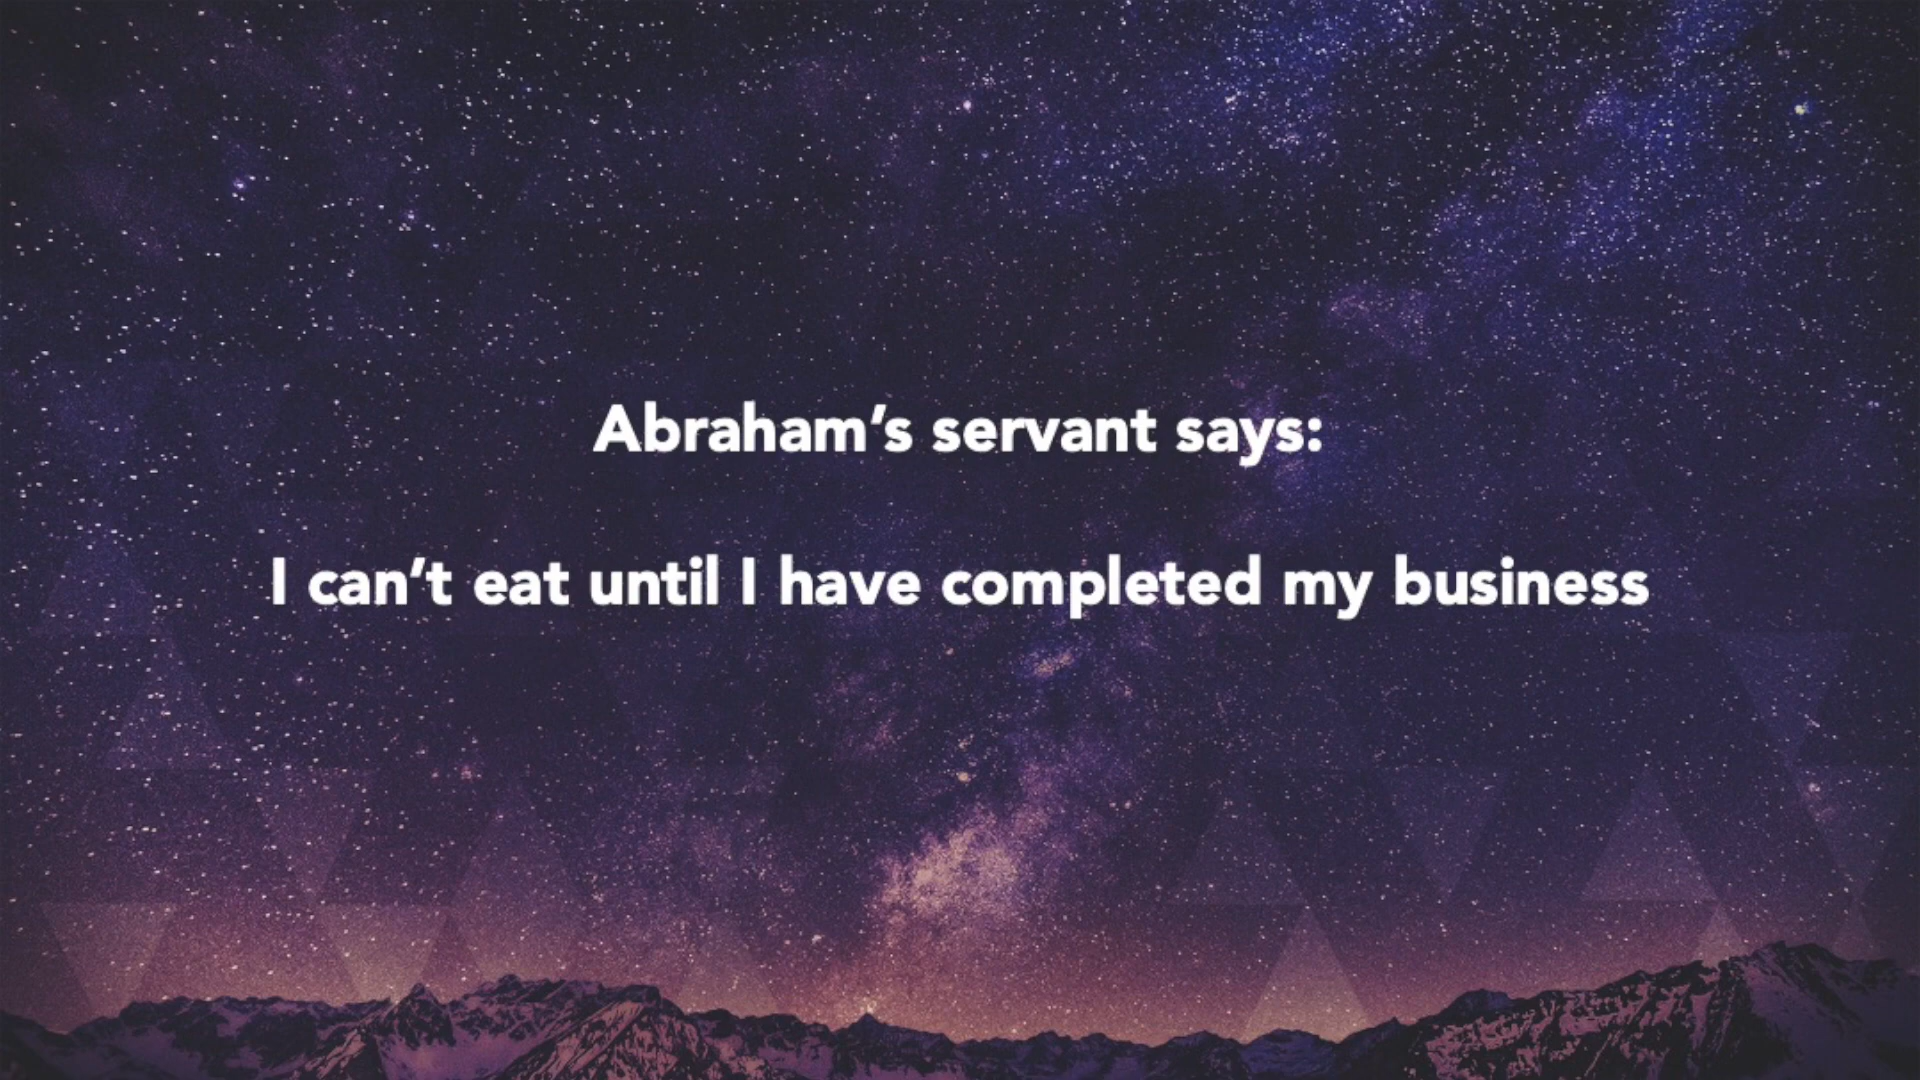 Abraham’s servant says:
I can’t eat until I have completed my business